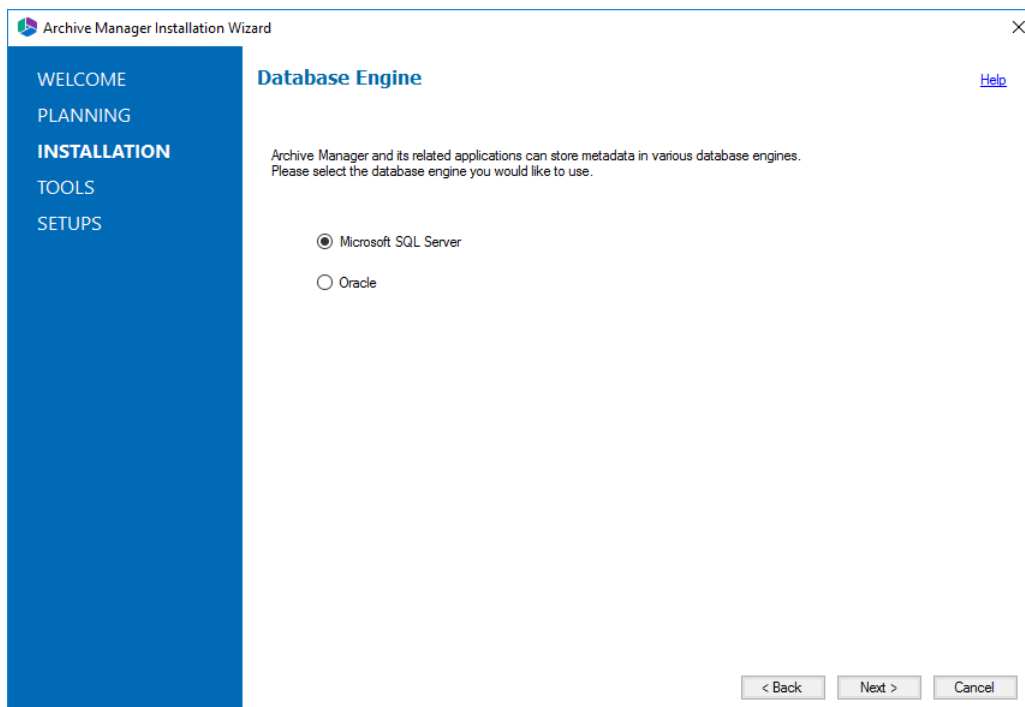 Archive Manager Installation Wizard
WELCOME
PLANNING
INSTALLATION
TOOLS
SETUPS
Database Engine
Help
Archive Manager and its related applications can store metadata in various database engines.
Please select the database engine you would like to use.
Microsoft SQL Server
Oracle
< Back
Next >
Cancel